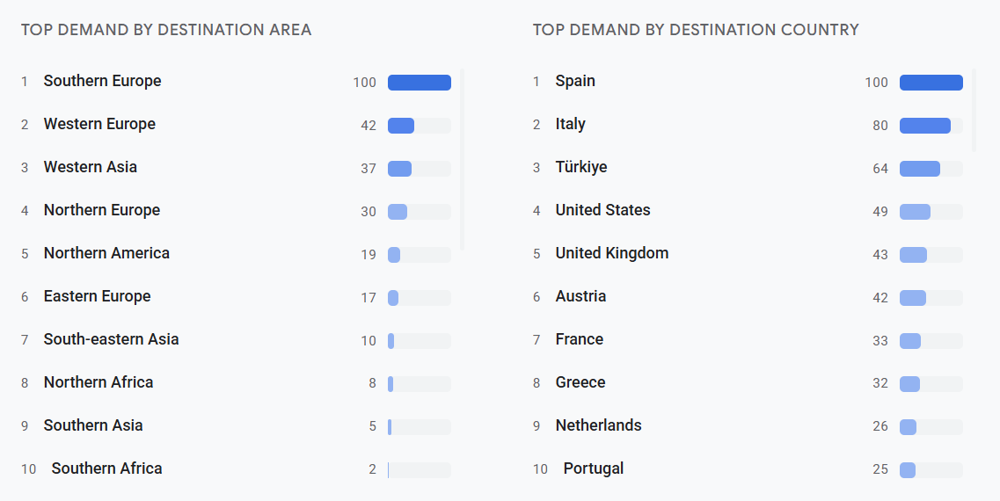 TOP DEMAND BY DESTINATION AREA
1 Southern Europe 100
2 Western Europe 42
3 Western Asia 37
4 Northern Europe 30
5 Northern America 19
6 Eastern Europe 17
7 South-eastern Asia 10
8 Northern Africa 8
9 Southern Asia 5
10 Southern Africa 2
TOP DEMAND BY DESTINATION COUNTRY
1 Spain 100
2 Italy 80
3 Türkiye 64
4 United States 49
5 United Kingdom 43
6 Austria 42
7 France 33
8 Greece 32
9 Netherlands 26
10 Portugal 25